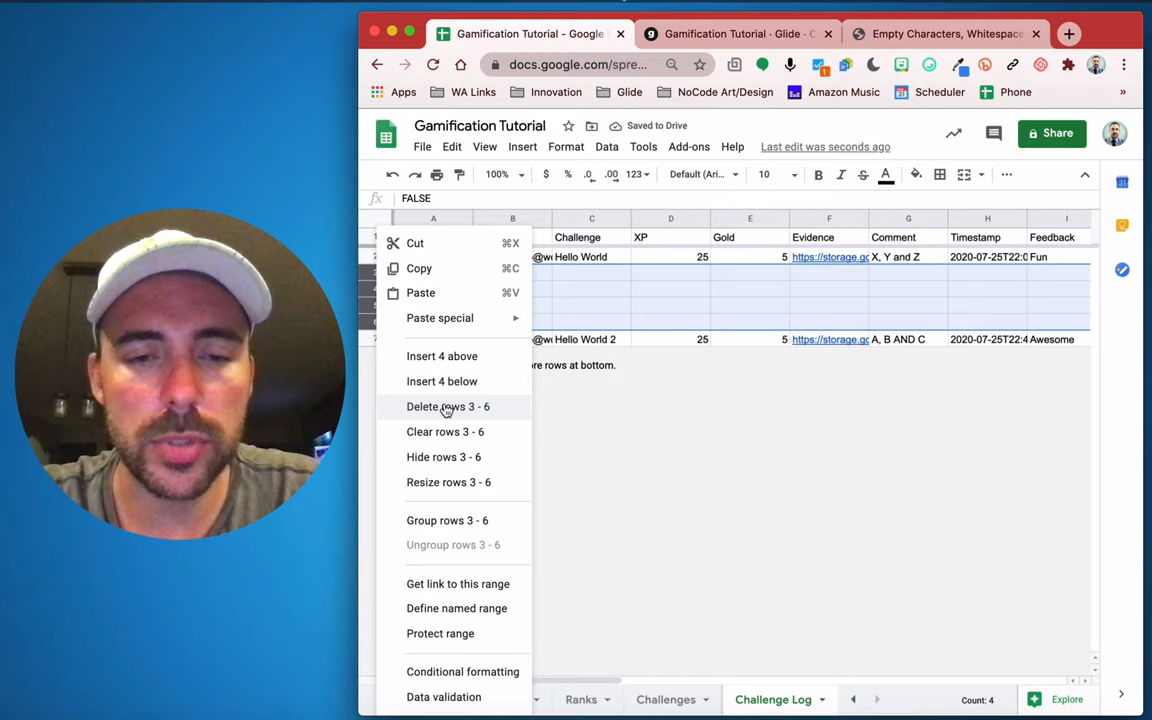 Gamification Tutorial - Google
Gamification Tutorial · Glide · C
Empty Characters, Whitespace
docs.google.com/spre...
1
Apps
WA Links
Innovation
Glide
NoCode Art/Design
Amazon Music
Scheduler
Phone
»
Gamification Tutorial
Saved to Drive
File Edit View Insert Format Data Tools Add-ons Help Last edit was seconds ago
Share
100% $ % .0 .00 123 Default (Ari... 10 B I S A
fx FALSE
A B C D E F G H I
Challenge XP Gold Evidence Comment Timestamp Feedback
@w Hello World 25 5 https://storage.gc X, Y and Z 2020-07-25T22:0 Fun
7 @w Hello World 2 25 5 https://storage.gc A, B AND C 2020-07-25T22:4 Awesome
ore rows at bottom.
Cut ⌘X
Copy ⌘C
Paste ⌘V
Paste special
Insert 4 above
Insert 4 below
Delete rows 3 - 6
Clear rows 3 - 6
Hide rows 3 - 6
Resize rows 3 - 6
Group rows 3 - 6
Ungroup rows 3 - 6
Get link to this range
Define named range
Protect range
Conditional formatting
Data validation
Ranks Challenges Challenge Log Count: 4 Explore